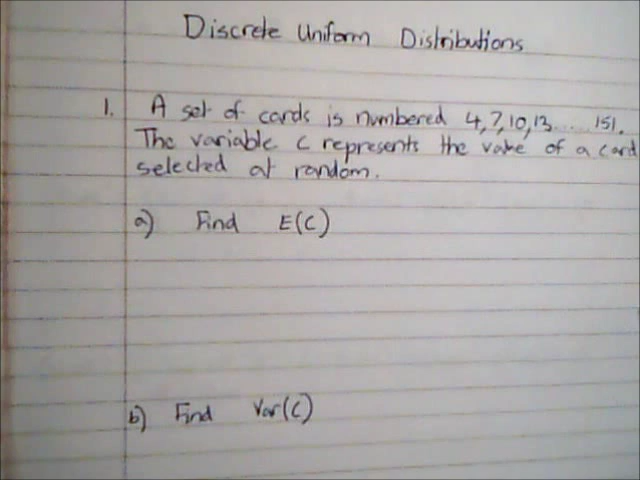 Discrete Uniform Distributions
1. A set of cards is numbered 4,7,10,13.....151.
The variable C represents the value of a card
selected at random.
a) Find E(C)
b) Find Var(C)